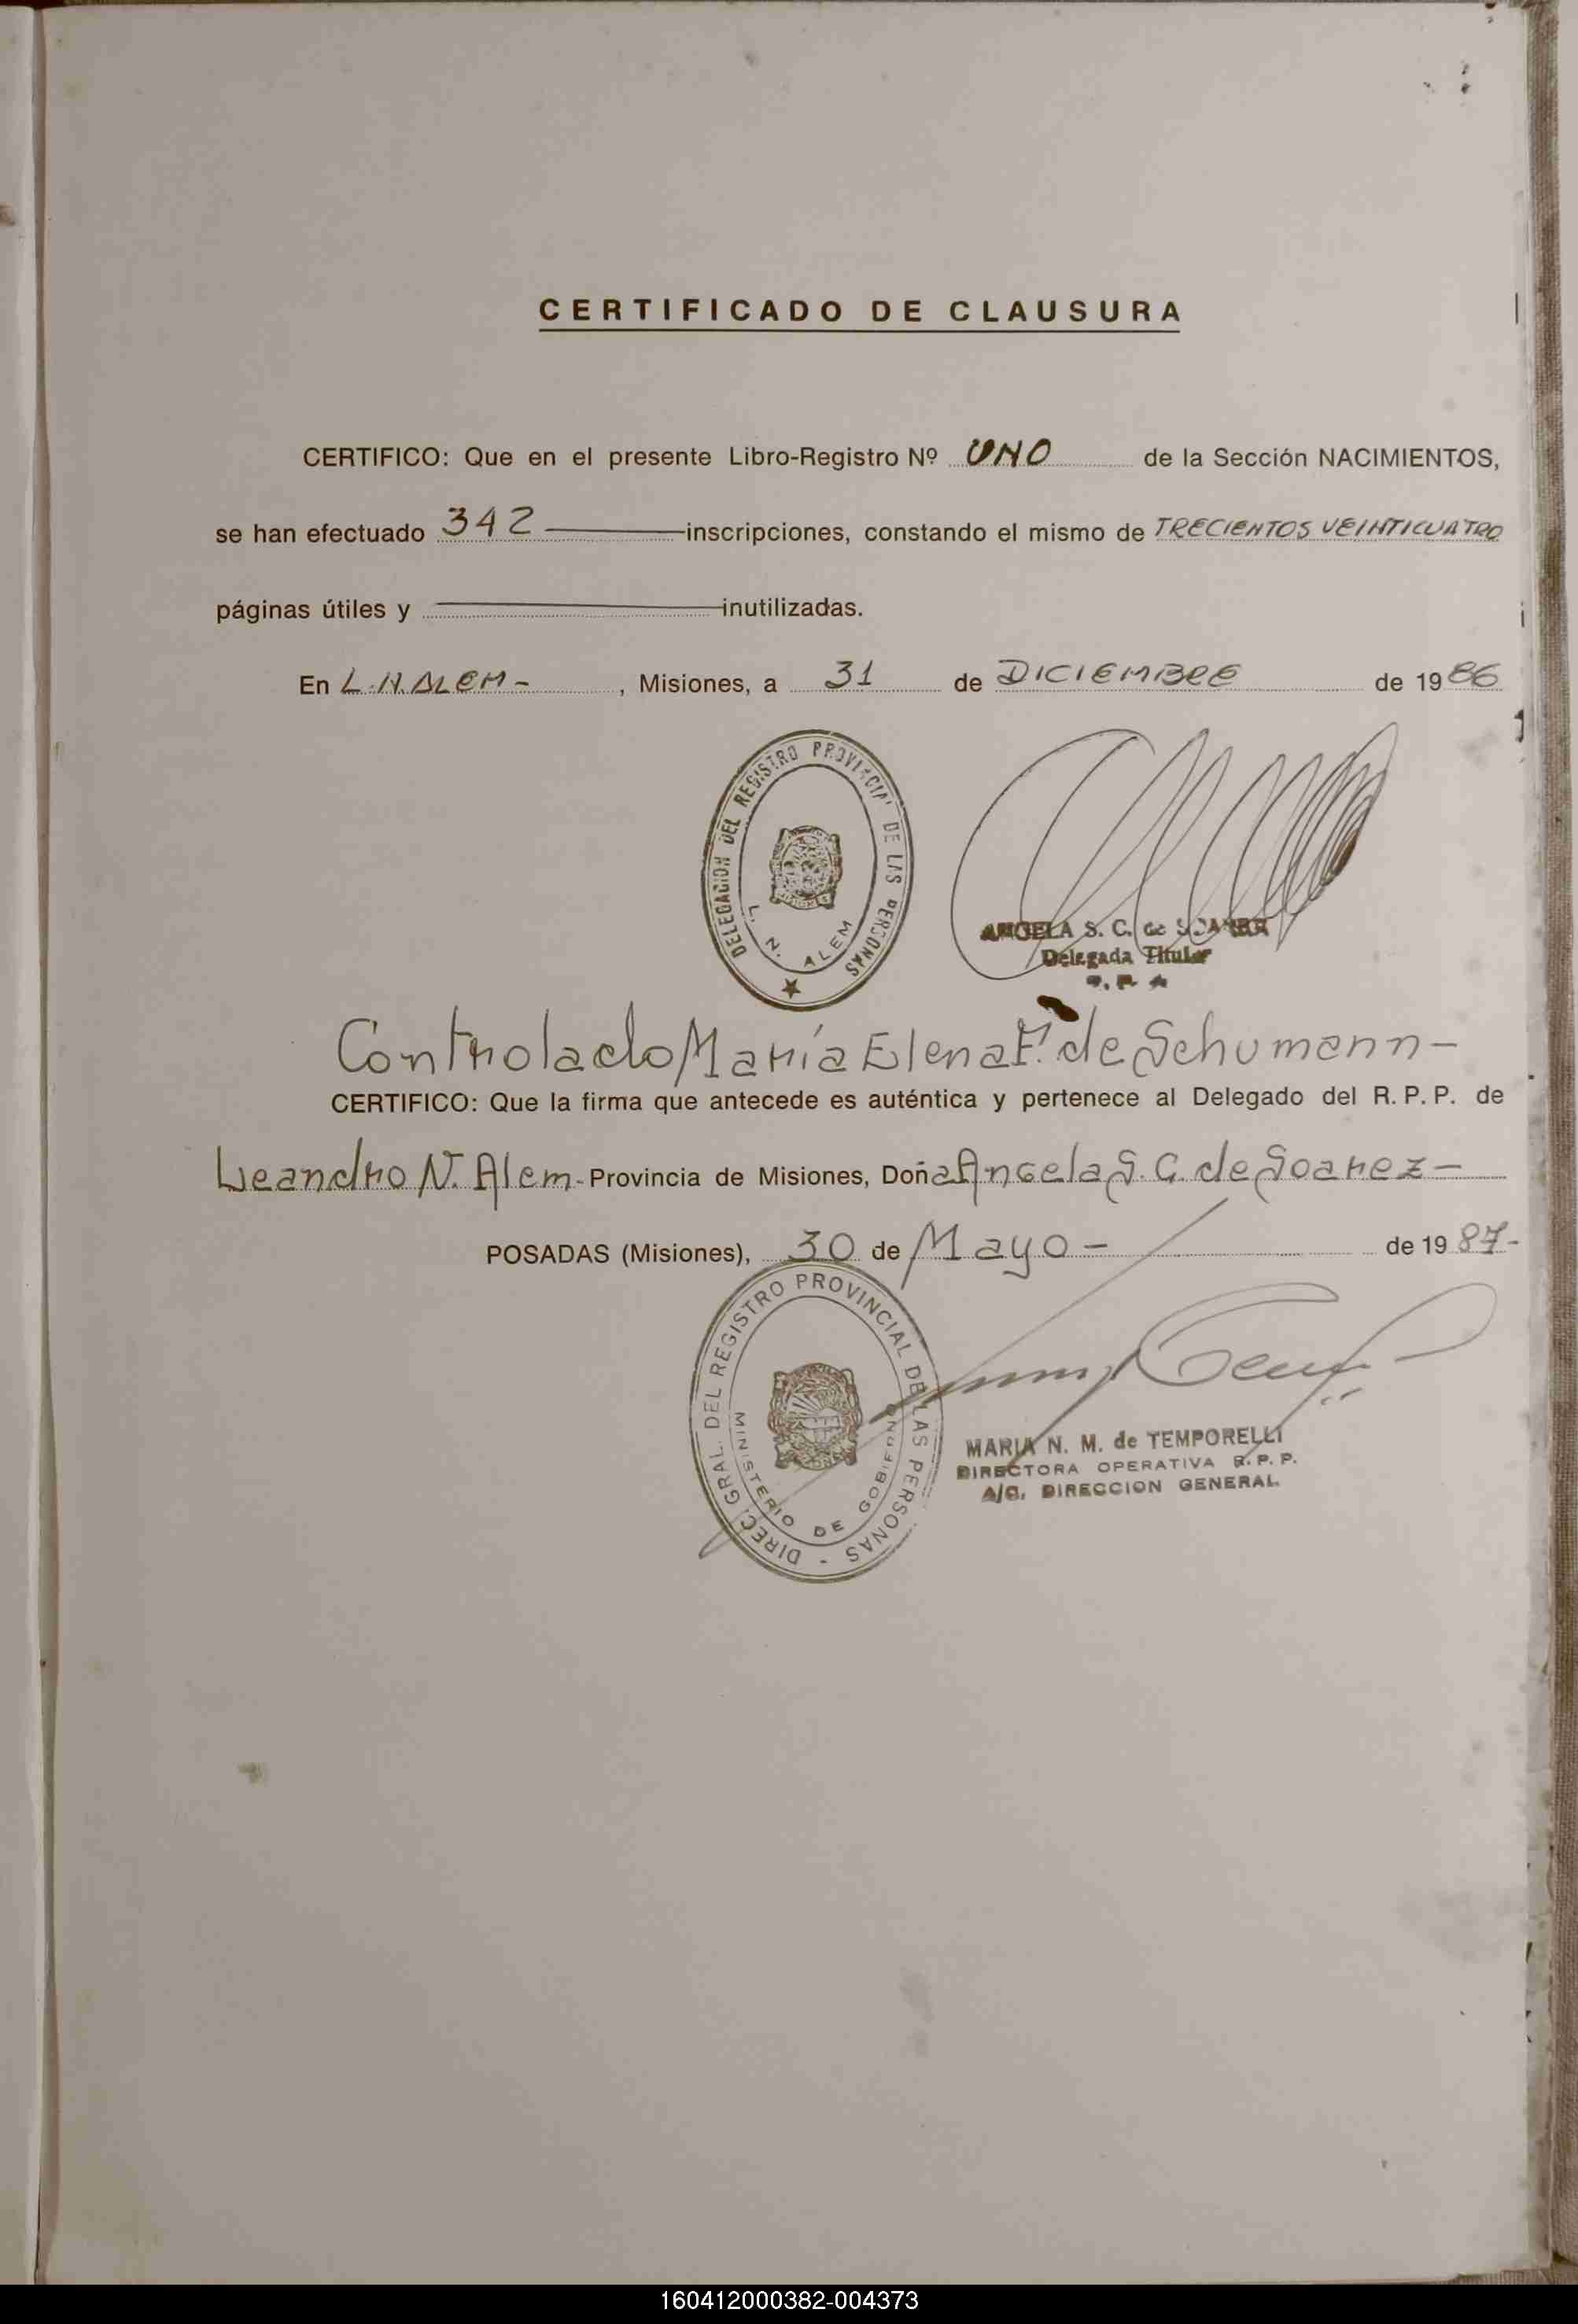 CERTIFICADO DE CLAUSURA
CERTIFICO: Que en el presente Libro-Registro Nº UNO de la Sección NACIMIENTOS,
se han efectuado 342 inscripciones, constando el mismo de TRECIENTOS VEINTICUATRO
páginas útiles y inutilizadas.
En L.N.ALEM- , Misiones, a 31 de DICIEMBRE de 1986
DELEGACION DEL REGISTRO PROVINCIAL DE LAS PERSONAS
L. N. ALEM
ANGELA S. C. de
Delegada Titular
Controlado María Elena F. de Schumann-
CERTIFICO: Que la firma que antecede es auténtica y pertenece al Delegado del R. P. P. de
Leandro N. Alem- Provincia de Misiones, Doña Angela S. C. de Soarez-
POSADAS (Misiones), 30 de Mayo- de 1987-
DIREC. GRAL. DEL REGISTRO PROVINCIAL DE LAS PERSONAS -
MINISTERIO DE GOBIERNO
MARIA N. M. de TEMPORELLI
DIRECTORA OPERATIVA R. P. P.
A/C. DIRECCION GENERAL
160412000382-004373